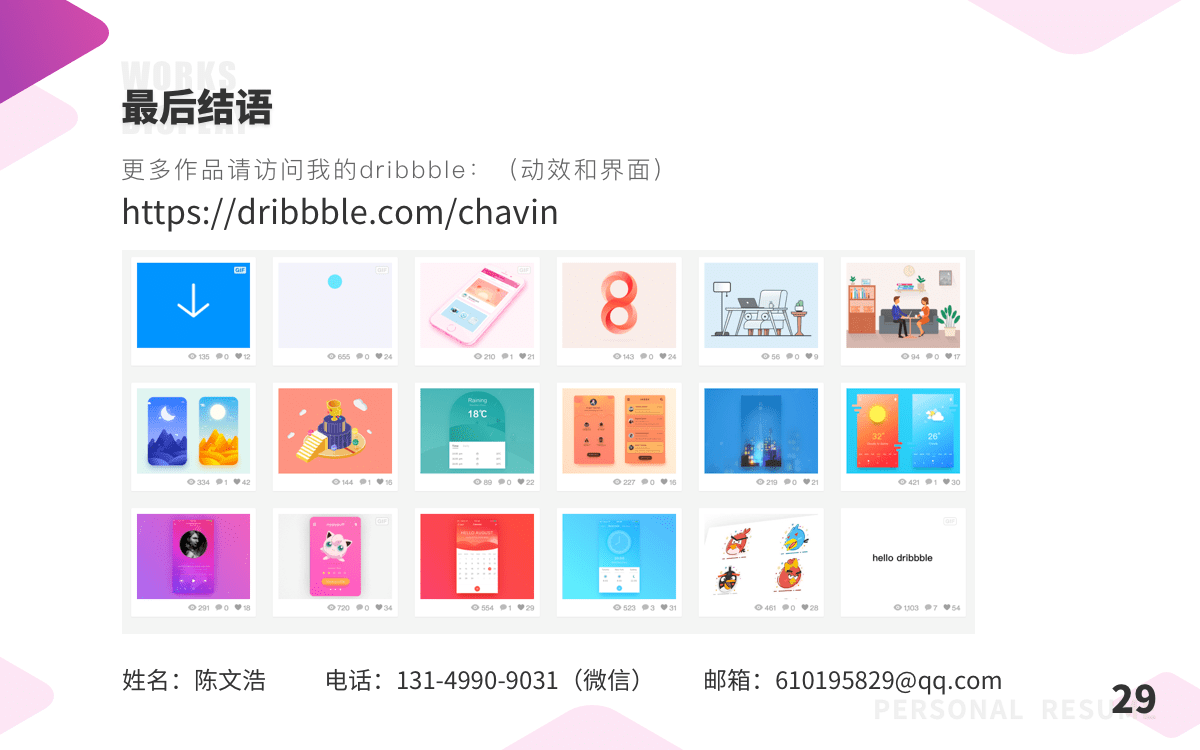 WORKS
最后结语
DISPLAY
更多作品请访问我的dribbble：（动效和界面）
https://dribbble.com/chavin
GIF
GIF
GIF
135 0 12
655 0 24
210 1 21
143 0 24
56 0 9
94 0 17
Raining
18℃
32°
26°
334 1 42
144 1 16
89 0 22
227 0 16
219 0 21
421 1 30
GIF
HELLO AUGUST
GIF
hello dribbble
291 0 18
720 0 34
554 1 29
523 3 31
461 0 28
1,103 7 54
姓名：陈文浩
电话：131-4990-9031（微信）
邮箱：610195829@qq.com
29
PERSONAL RESUME